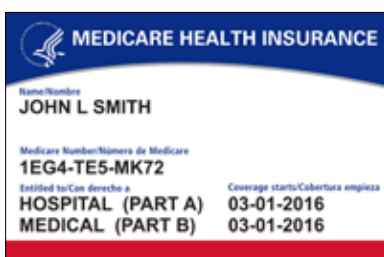 MEDICARE HEALTH INSURANCE
Name/Nombre
JOHN L SMITH
Medicare Number/Número de Medicare
1EG4-TE5-MK72
Entitled to/Con derecho a Coverage starts/Cobertura empieza
HOSPITAL (PART A) 03-01-2016
MEDICAL (PART B) 03-01-2016